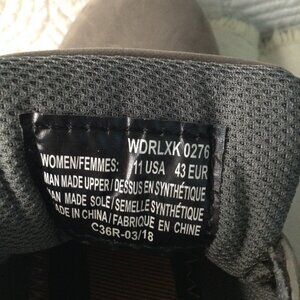 WDRLXK 0276
WOMEN/FEMMES: 11 USA 43 EUR
MAN MADE UPPER/DESSUS EN SYNTHÉTIQUE
MAN MADE SOLE/SEMELLE SYNTHÉTIQUE
MADE IN CHINA/FABRIQUE EN CHINE
C36R-03/18